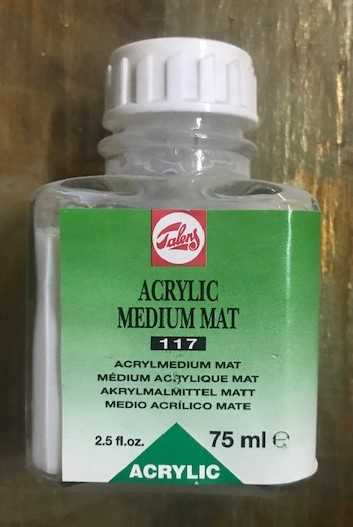 Talens
ACRYLIC
MEDIUM MAT
117
ACRYLMEDIUM MAT
MÉDIUM ACRYLIQUE MAT
AKRYLMALMITTEL MATT
MEDIO ACRÍLICO MATE
2.5 fl.oz. 75 ml ℮
ACRYLIC